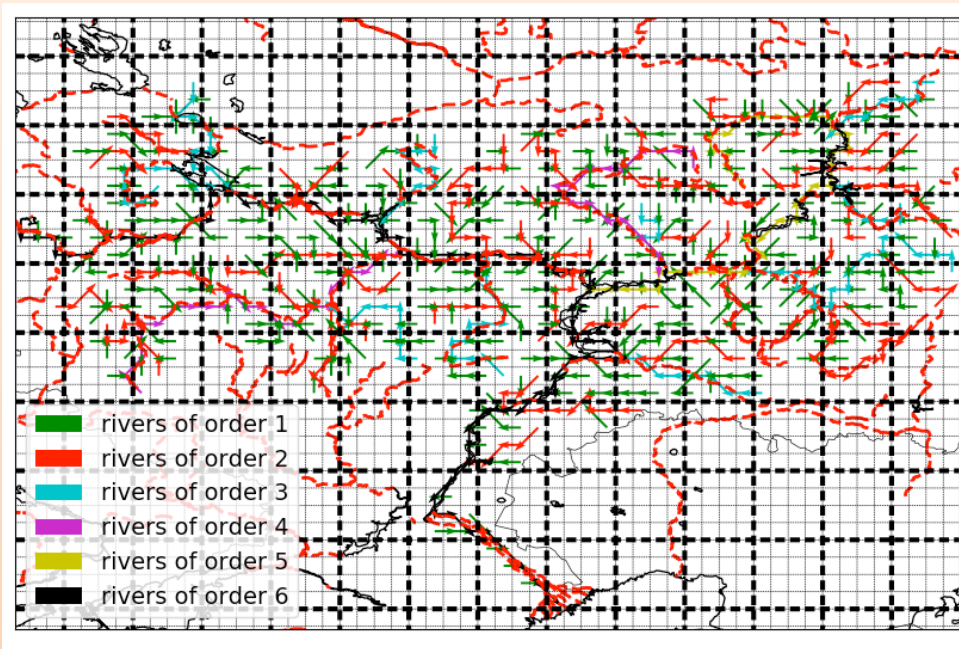 rivers of order 1
rivers of order 2
rivers of order 3
rivers of order 4
rivers of order 5
rivers of order 6